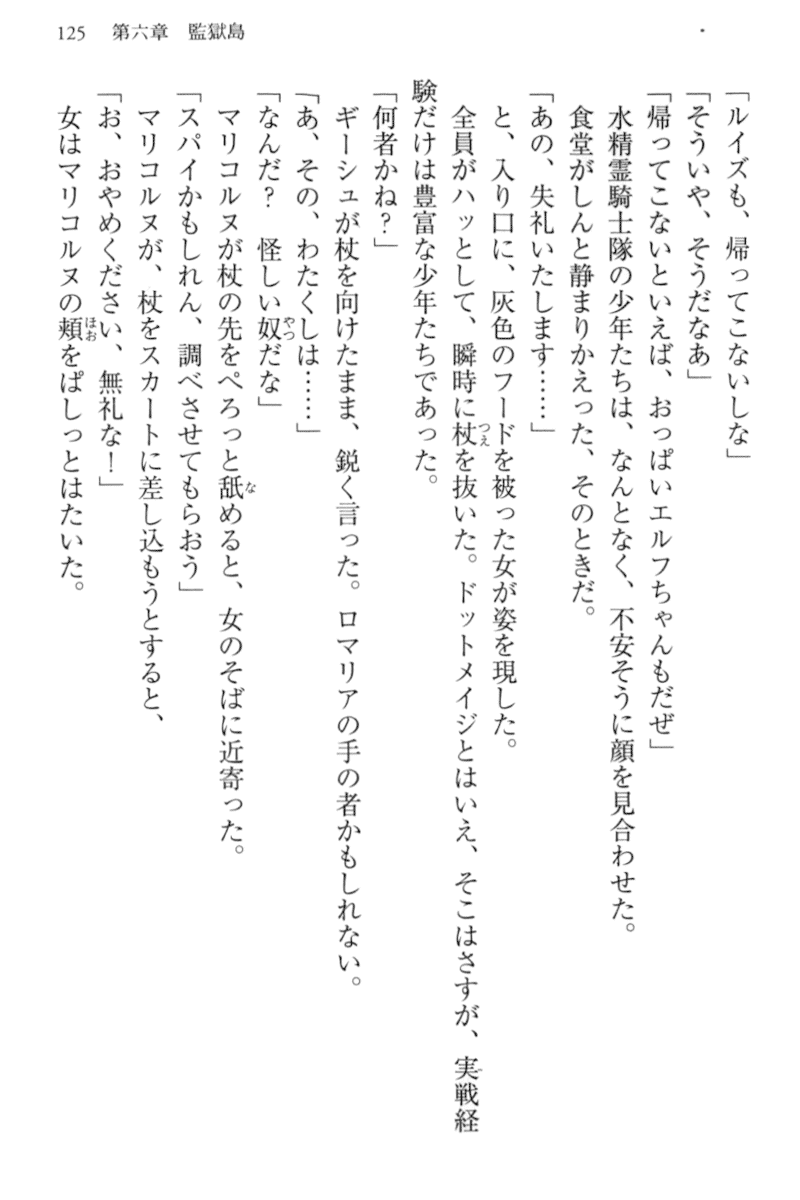 125　第六章　監獄島
「ルイズも、帰ってこないしな」
「そういや、そうだなあ」
「帰ってこないといえば、おっぱいエルフちゃんもだぜ」
　水精霊騎士隊の少年たちは、なんとなく、不安そうに顔を見合わせた。
　食堂がしんと静まりかえった、そのときだ。
「あの、失礼いたします……」
　と、入り口に、灰色のフードを被った女が姿を現した。
　全員がハッとして、瞬時に杖つえを抜いた。ドットメイジとはいえ、そこはさすが、実戦経
験だけは豊富な少年たちであった。
「何者かね？」
　ギーシュが杖を向けたまま、鋭く言った。ロマリアの手の者かもしれない。
「あ、その、わたくしは……」
「なんだ？　怪しい奴やつだな」
　マリコルヌが杖の先をぺろっと舐なめると、女のそばに近寄った。
「スパイかもしれん、調べさせてもらおう」
　マリコルヌが、杖をスカートに差し込もうとすると、
「お、おやめください、無礼な！」
　女はマリコルヌの頬ほおをぱしっとはたいた。